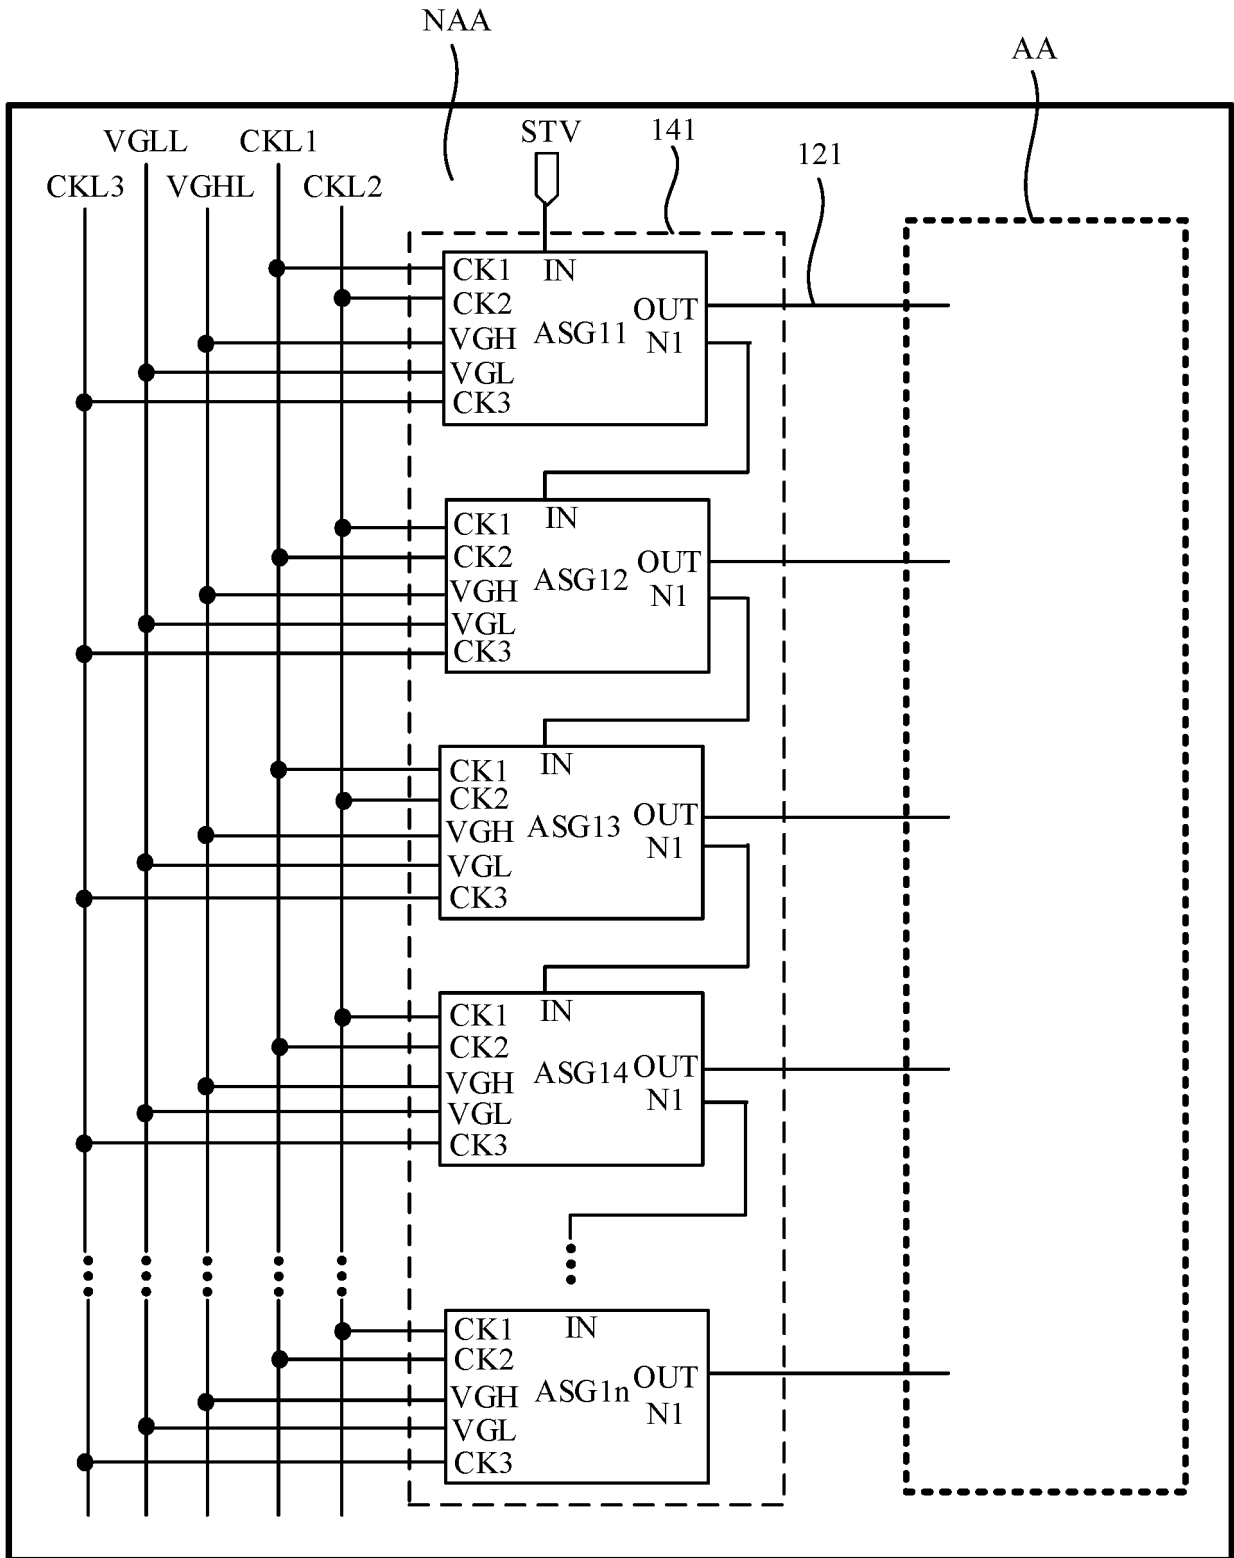 NAA
AA
VGLL
CKL1
STV
141
121
CKL3
VGHL
CKL2
CK1
IN
CK2
OUT
VGH
ASG11
N1
VGL
CK3
CK1
IN
CK2
OUT
ASG12
VGH
N1
VGL
CK3
CK1
IN
CK2
OUT
VGH
ASG13
N1
VGL
CK3
CK1
IN
CK2
OUT
ASG14
VGH
N1
VGL
CK3
CK1
IN
CK2
OUT
VGH
ASG1n
N1
VGL
CK3